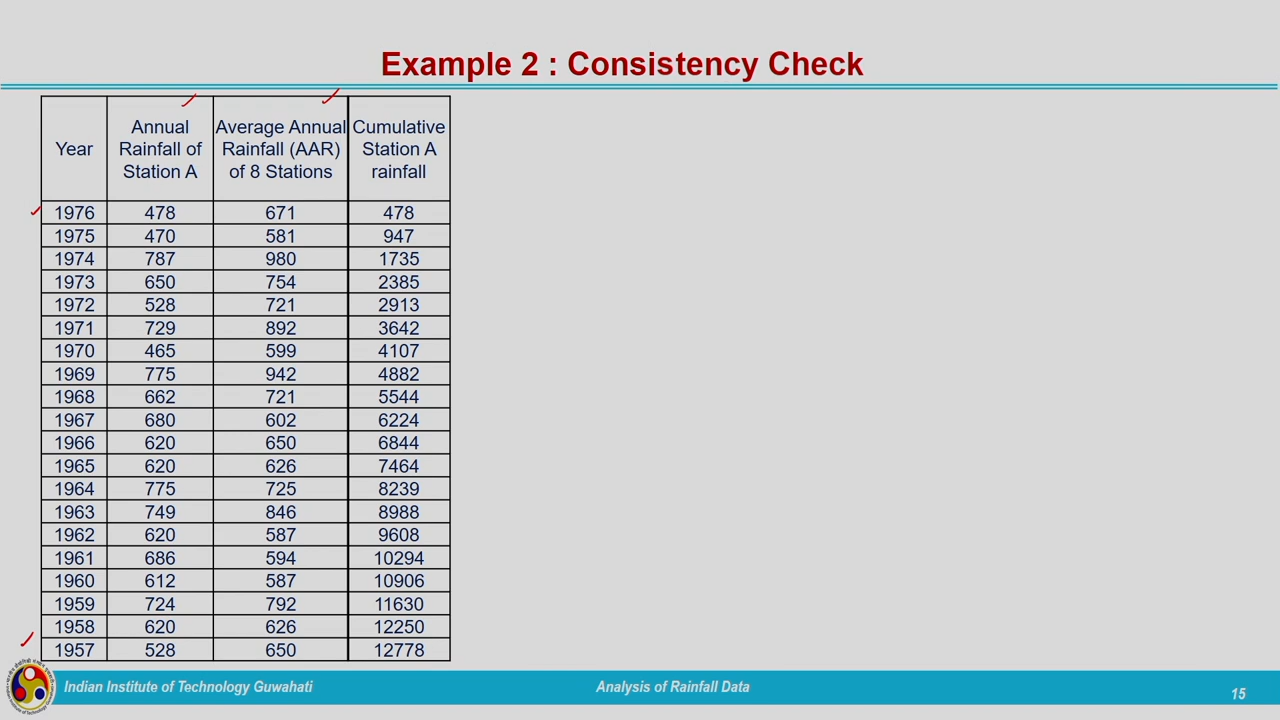 Example 2 : Consistency Check
Year Annual Rainfall of Station A Average Annual Rainfall (AAR) of 8 Stations Cumulative Station A rainfall
1976 478 671 478
1975 470 581 947
1974 787 980 1735
1973 650 754 2385
1972 528 721 2913
1971 729 892 3642
1970 465 599 4107
1969 775 942 4882
1968 662 721 5544
1967 680 602 6224
1966 620 650 6844
1965 620 626 7464
1964 775 725 8239
1963 749 846 8988
1962 620 587 9608
1961 686 594 10294
1960 612 587 10906
1959 724 792 11630
1958 620 626 12250
1957 528 650 12778
Indian Institute of Technology Guwahati Analysis of Rainfall Data 15